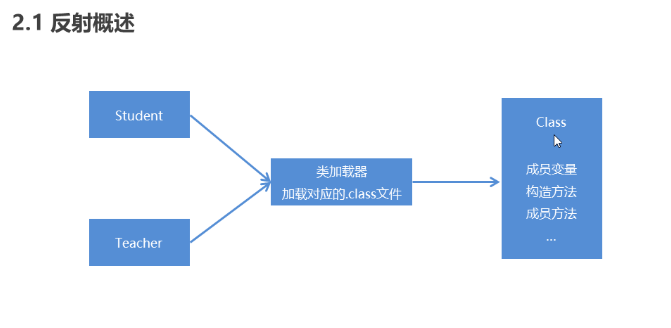 2.1 反射概述
Student
类加载器
加载对应的.class文件
Teacher
Class
成员变量
构造方法
成员方法
...